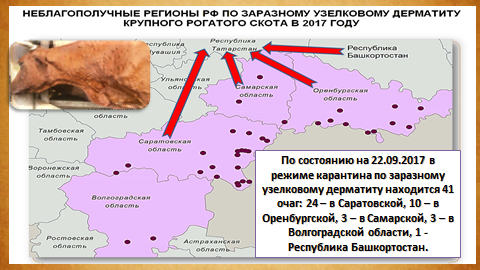 НЕБЛАГОПОЛУЧНЫЕ РЕГИОНЫ РФ ПО ЗАРАЗНОМУ УЗЕЛКОВОМУ ДЕРМАТИТУ
КРУПНОГО РОГАТОГО СКОТА В 2017 ГОДУ
Республика
Татарстан
Республика
Башкортостан
Ульяновская
область
Самарская
область
Оренбургская
область
Тамбовская
область
Саратовская
область
Воронежская
область
Волгоградская
область
Ростовская
область
Астраханская
область
По состоянию на 22.09.2017 в
режиме карантина по заразному
узелковому дерматиту находится 41
очаг: 24 – в Саратовской, 10 – в
Оренбургской, 3 – в Самарской, 3 – в
Волгоградской области, 1 -
Республика Башкортостан.